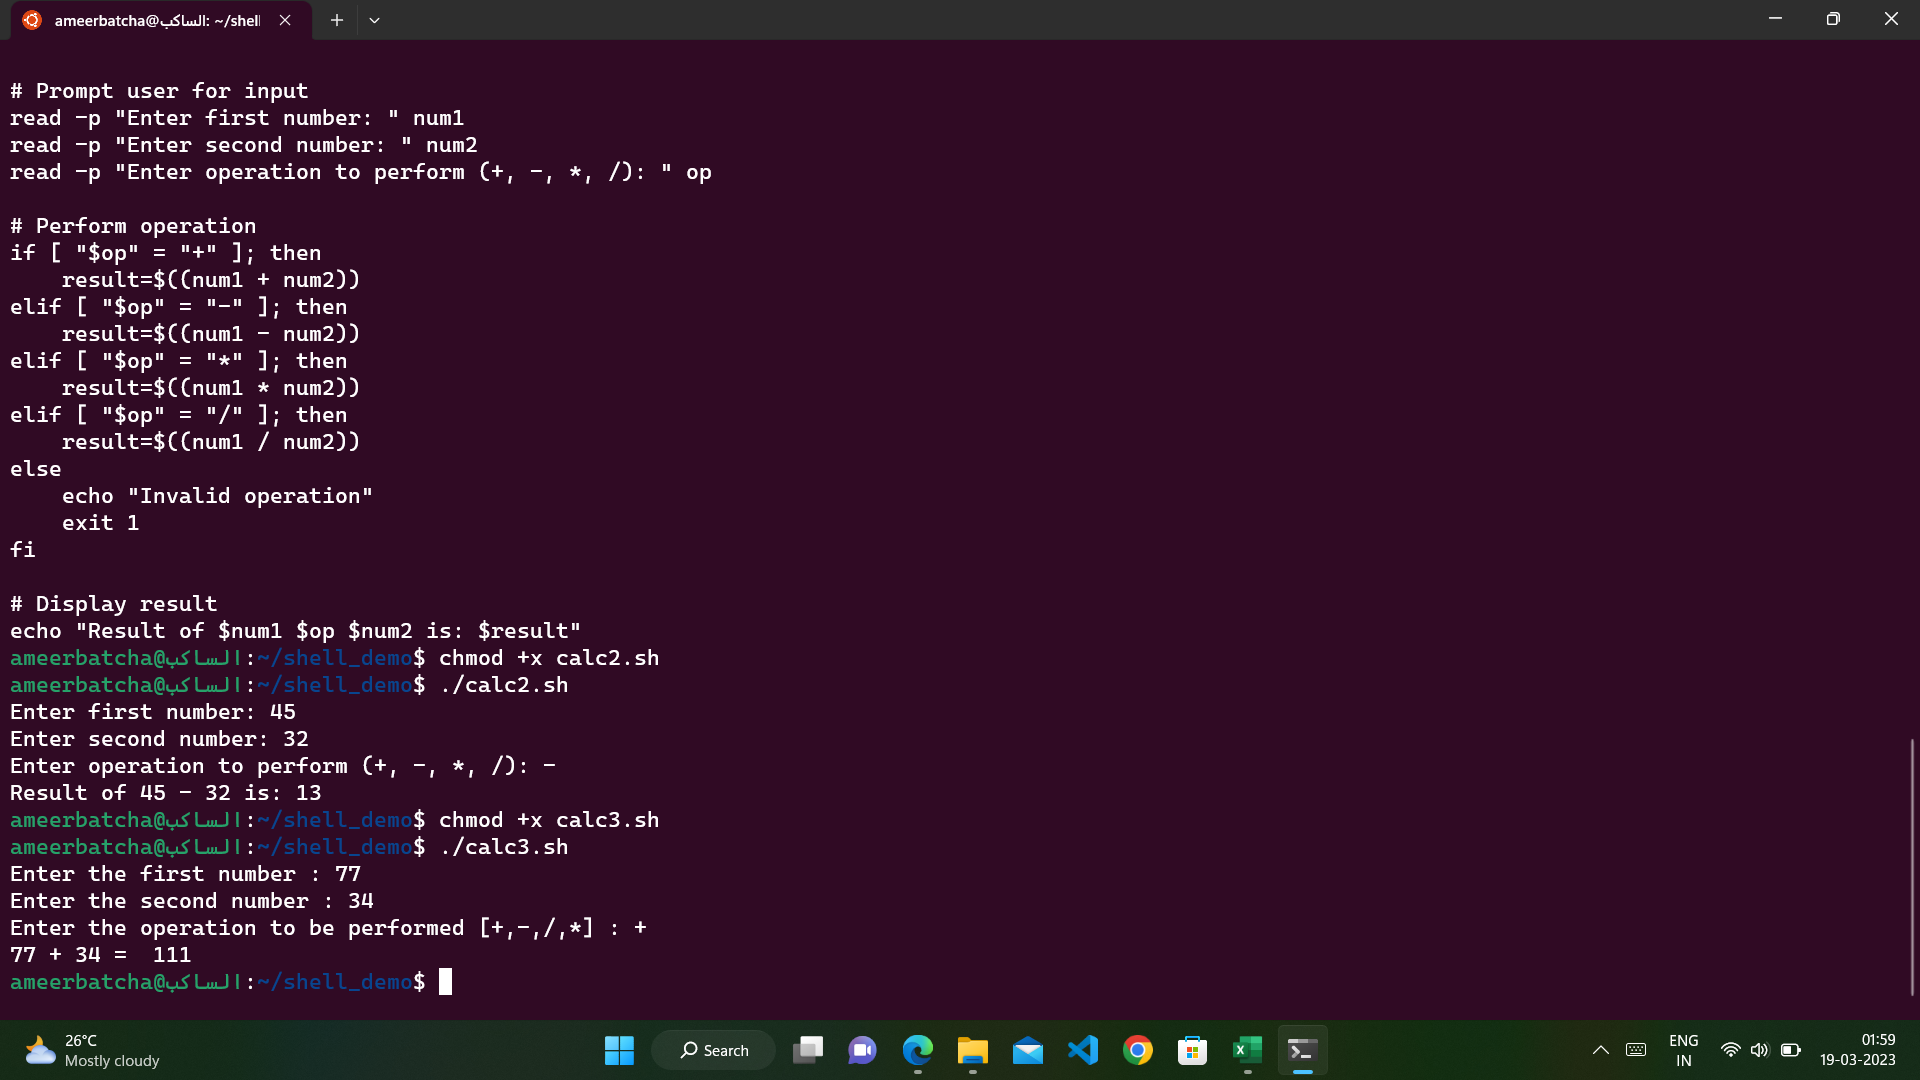 ameerbatcha@الساكب: ~/shell
# Prompt user for input
read -p "Enter first number: " num1
read -p "Enter second number: " num2
read -p "Enter operation to perform (+, -, *, /): " op
# Perform operation
if [ "$op" = "+" ]; then
    result=$((num1 + num2))
elif [ "$op" = "-" ]; then
    result=$((num1 - num2))
elif [ "$op" = "*" ]; then
    result=$((num1 * num2))
elif [ "$op" = "/" ]; then
    result=$((num1 / num2))
else
    echo "Invalid operation"
    exit 1
fi
# Display result
echo "Result of $num1 $op $num2 is: $result"
ameerbatcha@الساكب:~/shell_demo$ chmod +x calc2.sh
ameerbatcha@الساكب:~/shell_demo$ ./calc2.sh
Enter first number: 45
Enter second number: 32
Enter operation to perform (+, -, *, /): -
Result of 45 - 32 is: 13
ameerbatcha@الساكب:~/shell_demo$ chmod +x calc3.sh
ameerbatcha@الساكب:~/shell_demo$ ./calc3.sh
Enter the first number : 77
Enter the second number : 34
Enter the operation to be performed [+,-,/,*] : +
77 + 34 =  111
ameerbatcha@الساكب:~/shell_demo$
26°C
Mostly cloudy
Search
ENG
IN
01:59
19-03-2023